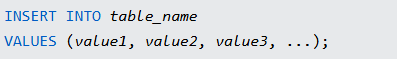 INSERT INTO table_name
VALUES (value1, value2, value3, ...);